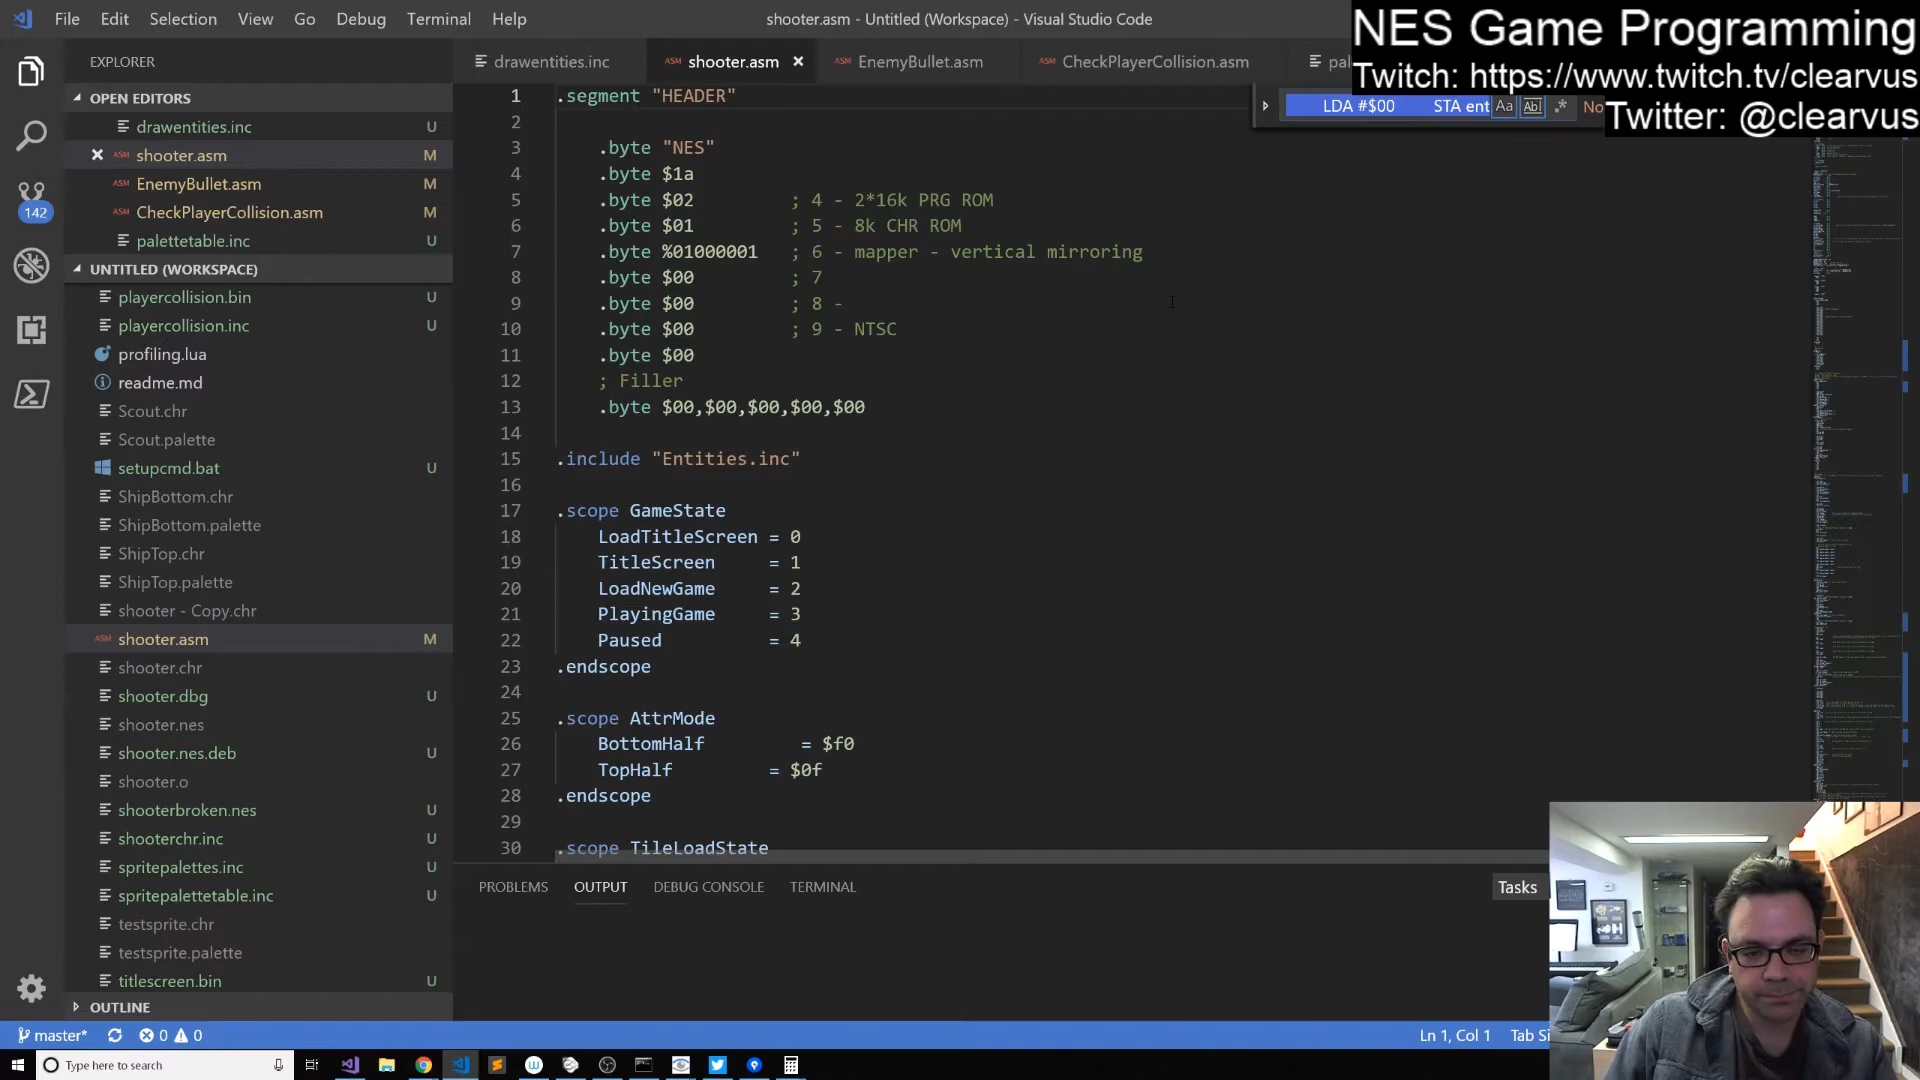 File Edit Selection View Go Debug Terminal Help
shooter.asm - Untitled (Workspace) - Visual Studio Code
NES Game Programming
Twitch: https://www.twitch.tv/clearvus
Twitter: @clearvus
EXPLORER
drawentities.inc
ASM shooter.asm
ASM EnemyBullet.asm
ASM CheckPlayerCollision.asm
LDA #$00 STA ent Aa Abl .* No
OPEN EDITORS
drawentities.inc U
ASM shooter.asm M
ASM EnemyBullet.asm M
ASM CheckPlayerCollision.asm M
palettetable.inc U
UNTITLED (WORKSPACE)
playercollision.bin U
playercollision.inc U
profiling.lua
readme.md
Scout.chr
Scout.palette
setupcmd.bat U
ShipBottom.chr
ShipBottom.palette
ShipTop.chr
ShipTop.palette
shooter - Copy.chr
ASM shooter.asm M
shooter.chr
shooter.dbg U
shooter.nes
shooter.nes.deb U
shooter.o
shooterbroken.nes U
shooterchr.inc U
spritepalettes.inc U
spritepalettetable.inc U
testsprite.chr
testsprite.palette
titlescreen.bin U
OUTLINE
142
1 .segment "HEADER"
2
3 .byte "NES"
4 .byte $1a
5 .byte $02 ; 4 - 2*16k PRG ROM
6 .byte $01 ; 5 - 8k CHR ROM
7 .byte %01000001 ; 6 - mapper - vertical mirroring
8 .byte $00 ; 7
9 .byte $00 ; 8 -
10 .byte $00 ; 9 - NTSC
11 .byte $00
12 ; Filler
13 .byte $00,$00,$00,$00,$00
14
15 .include "Entities.inc"
16
17 .scope GameState
18 LoadTitleScreen = 0
19 TitleScreen = 1
20 LoadNewGame = 2
21 PlayingGame = 3
22 Paused = 4
23 .endscope
24
25 .scope AttrMode
26 BottomHalf = $f0
27 TopHalf = $0f
28 .endscope
29
30 .scope TileLoadState
PROBLEMS OUTPUT DEBUG CONSOLE TERMINAL
Tasks
master* 0 0
Ln 1, Col 1
Type here to search